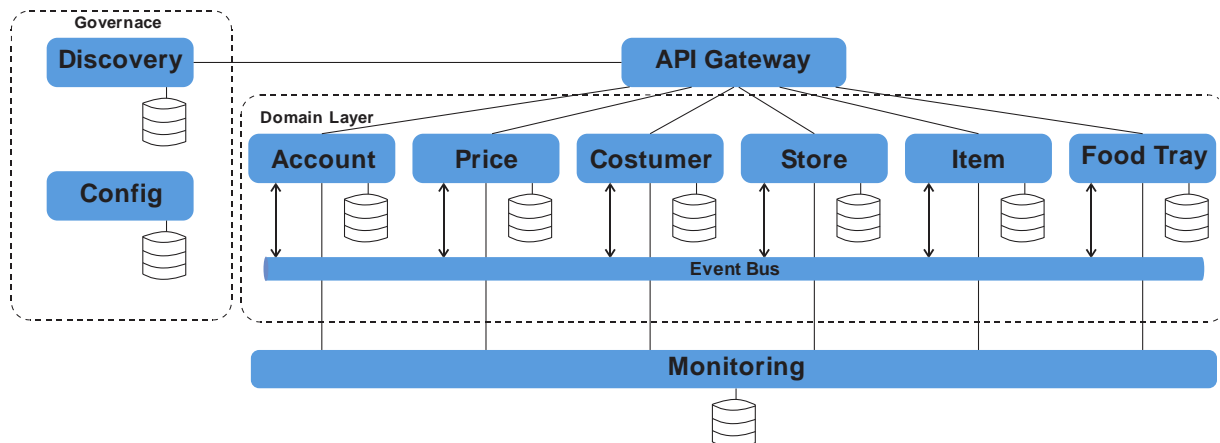 Governace
Discovery
API Gateway
Domain Layer
Account
Price
Costumer
Store
Item
Food Tray
Config
Event Bus
Monitoring